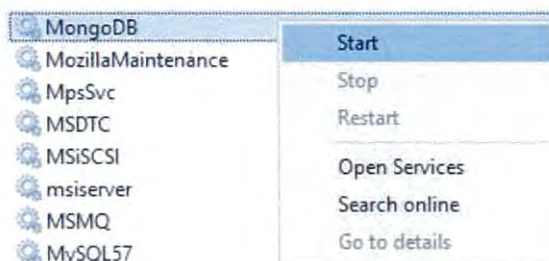 MongoDB
MozillaMaintenance
MpsSvc
MSDTC
MSiSCSI
msiserver
MSMQ
MySQL57
Start
Stop
Restart
Open Services
Search online
Go to details